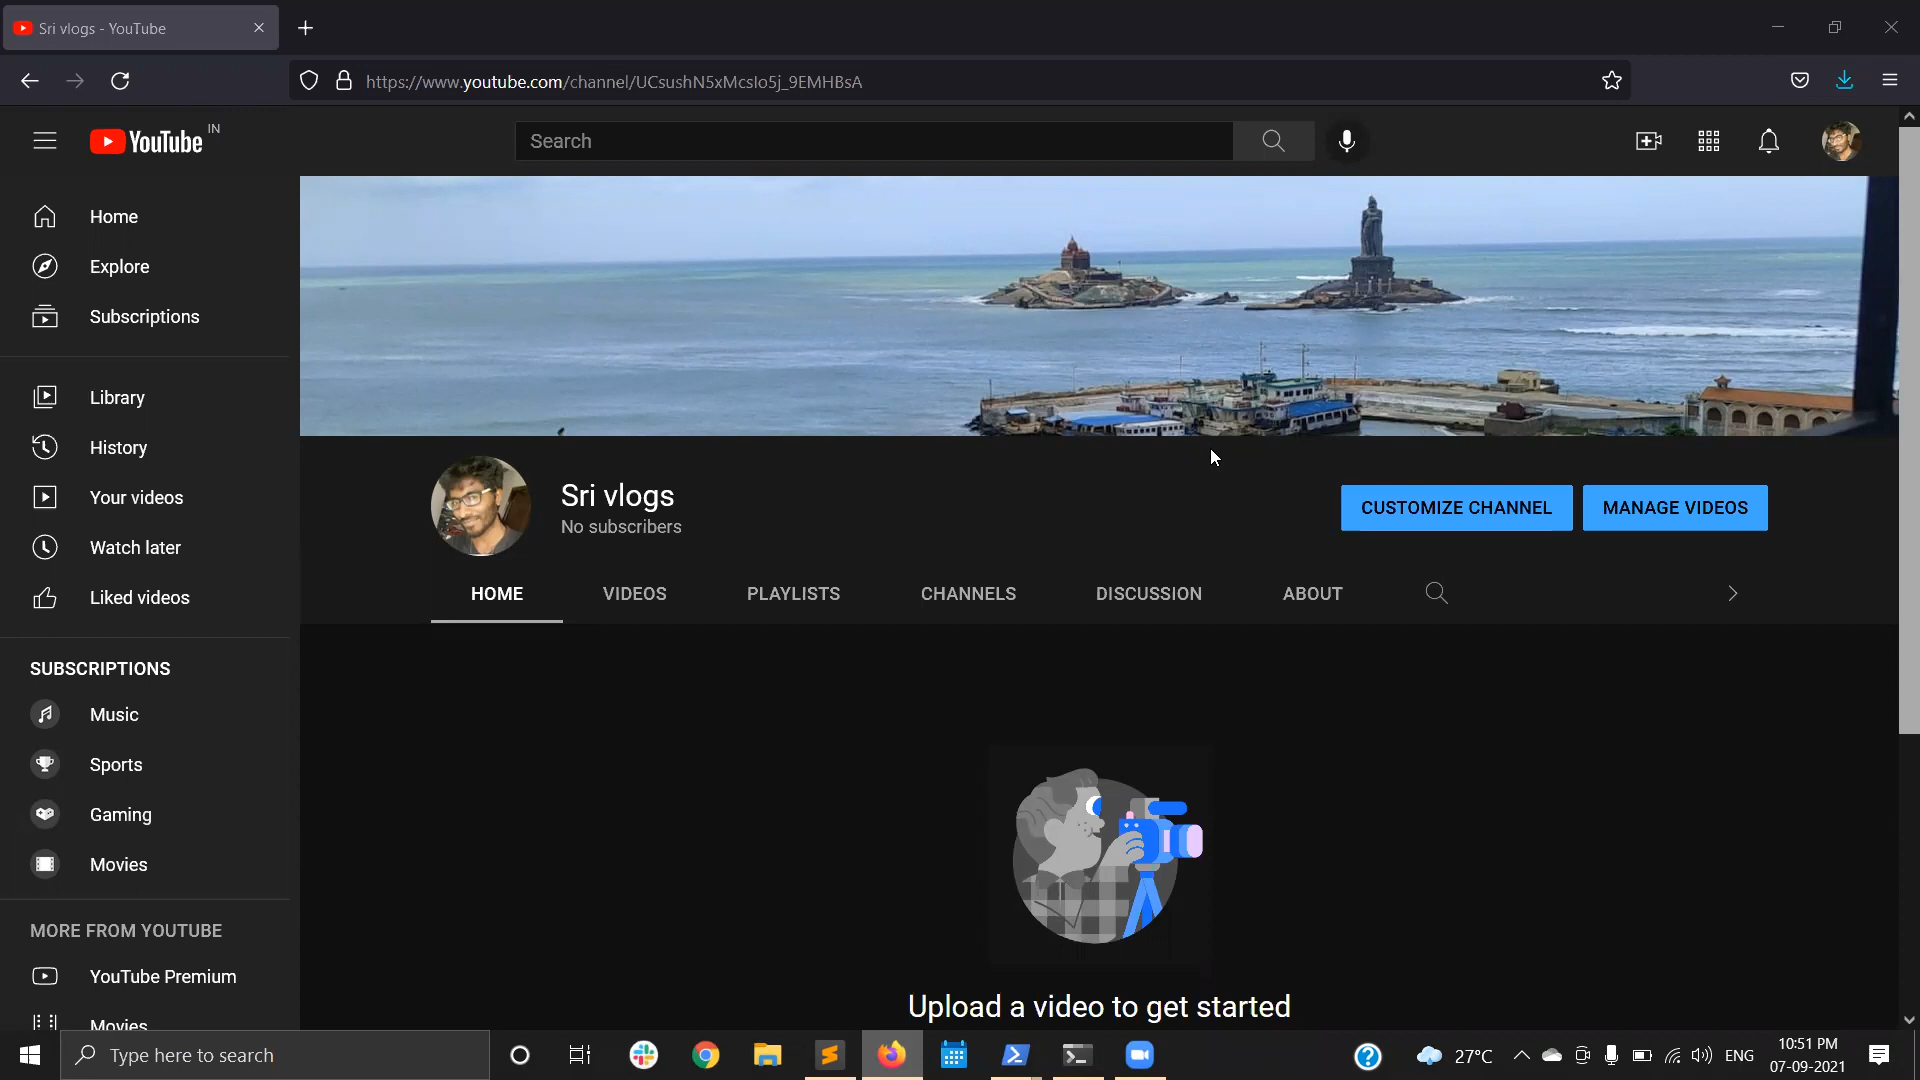 Sri vlogs - YouTube
https://www.youtube.com/channel/UCsushN5xMcsIo5j_9EMHBsA
YouTube IN
Search
Home
Explore
Subscriptions
Library
History
Your videos
Watch later
Liked videos
SUBSCRIPTIONS
Music
Sports
Gaming
Movies
MORE FROM YOUTUBE
YouTube Premium
Movies
Sri vlogs
No subscribers
CUSTOMIZE CHANNEL
MANAGE VIDEOS
HOME
VIDEOS
PLAYLISTS
CHANNELS
DISCUSSION
ABOUT
Upload a video to get started
Type here to search
27°C
ENG
10:51 PM
07-09-2021